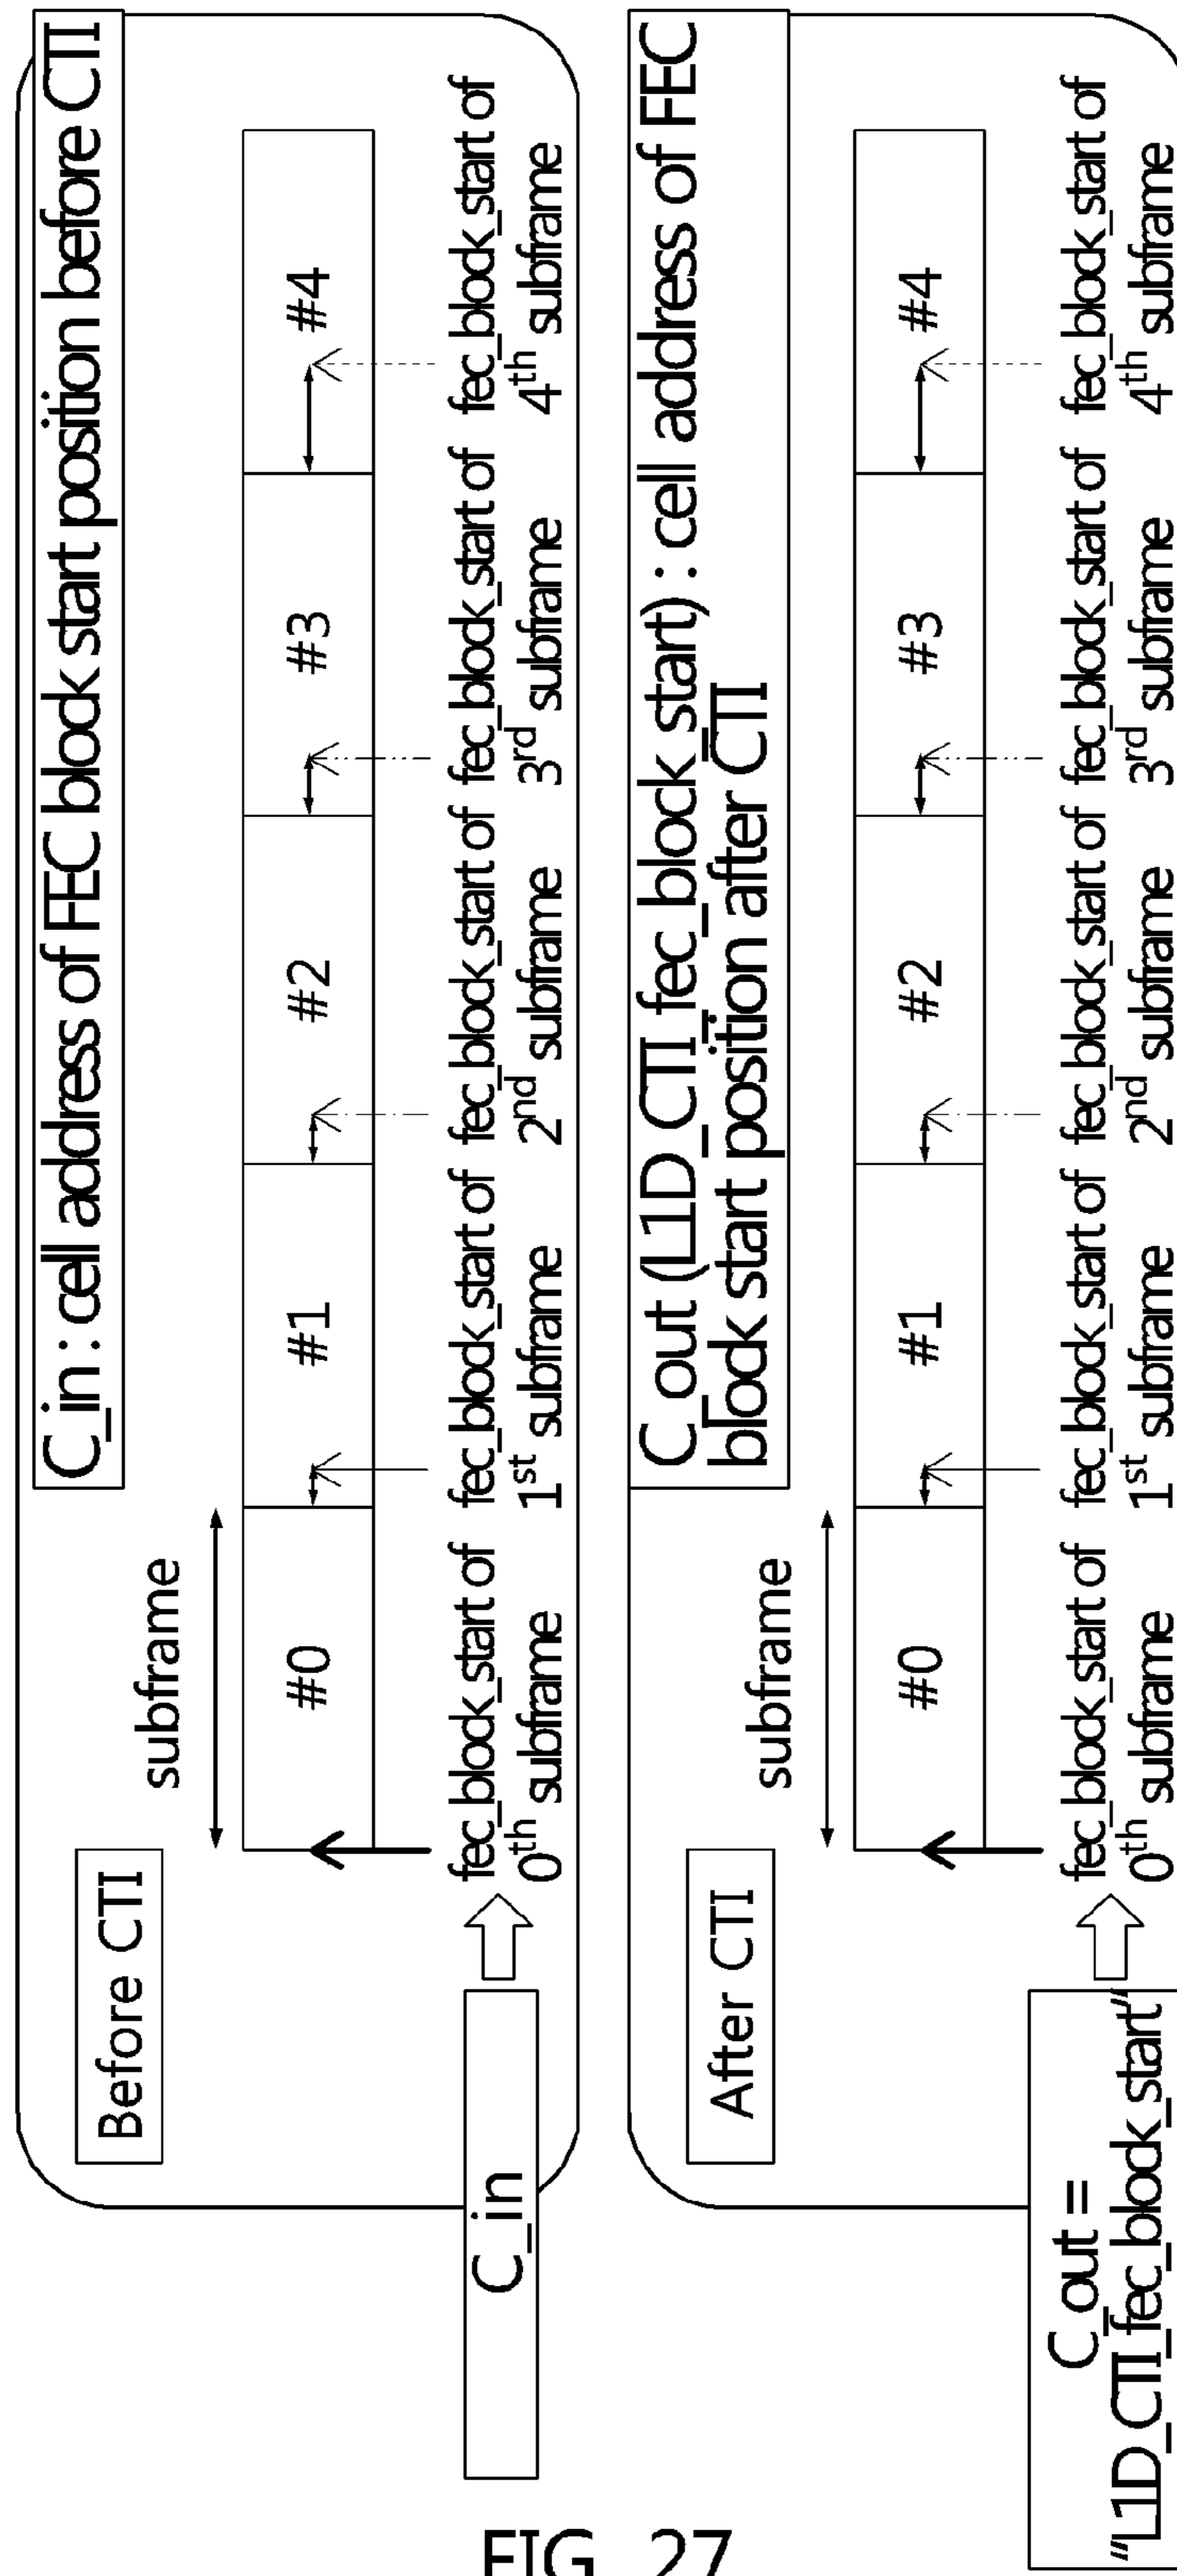 C_in : cell address of FEC block start position before CTI
Before CTI
subframe
#0
#1
#2
#3
#4
C_in
fec_block_start of
0th subframe
fec_block_start of
1st subframe
fec_block_start of
2nd subframe
fec_block_start of
3rd subframe
fec_block_start of
4th subframe
C_out (L1D_CTI_fec_block_start) : cell address of FEC
block start position after CTI
After CTI
subframe
#0
#1
#2
#3
#4
C_out =
“L1D_CTI_fec_block_start”
fec_block_start of
0th subframe
fec_block_start of
1st subframe
fec_block_start of
2nd subframe
fec_block_start of
3rd subframe
fec_block_start of
4th subframe
FIG. 27